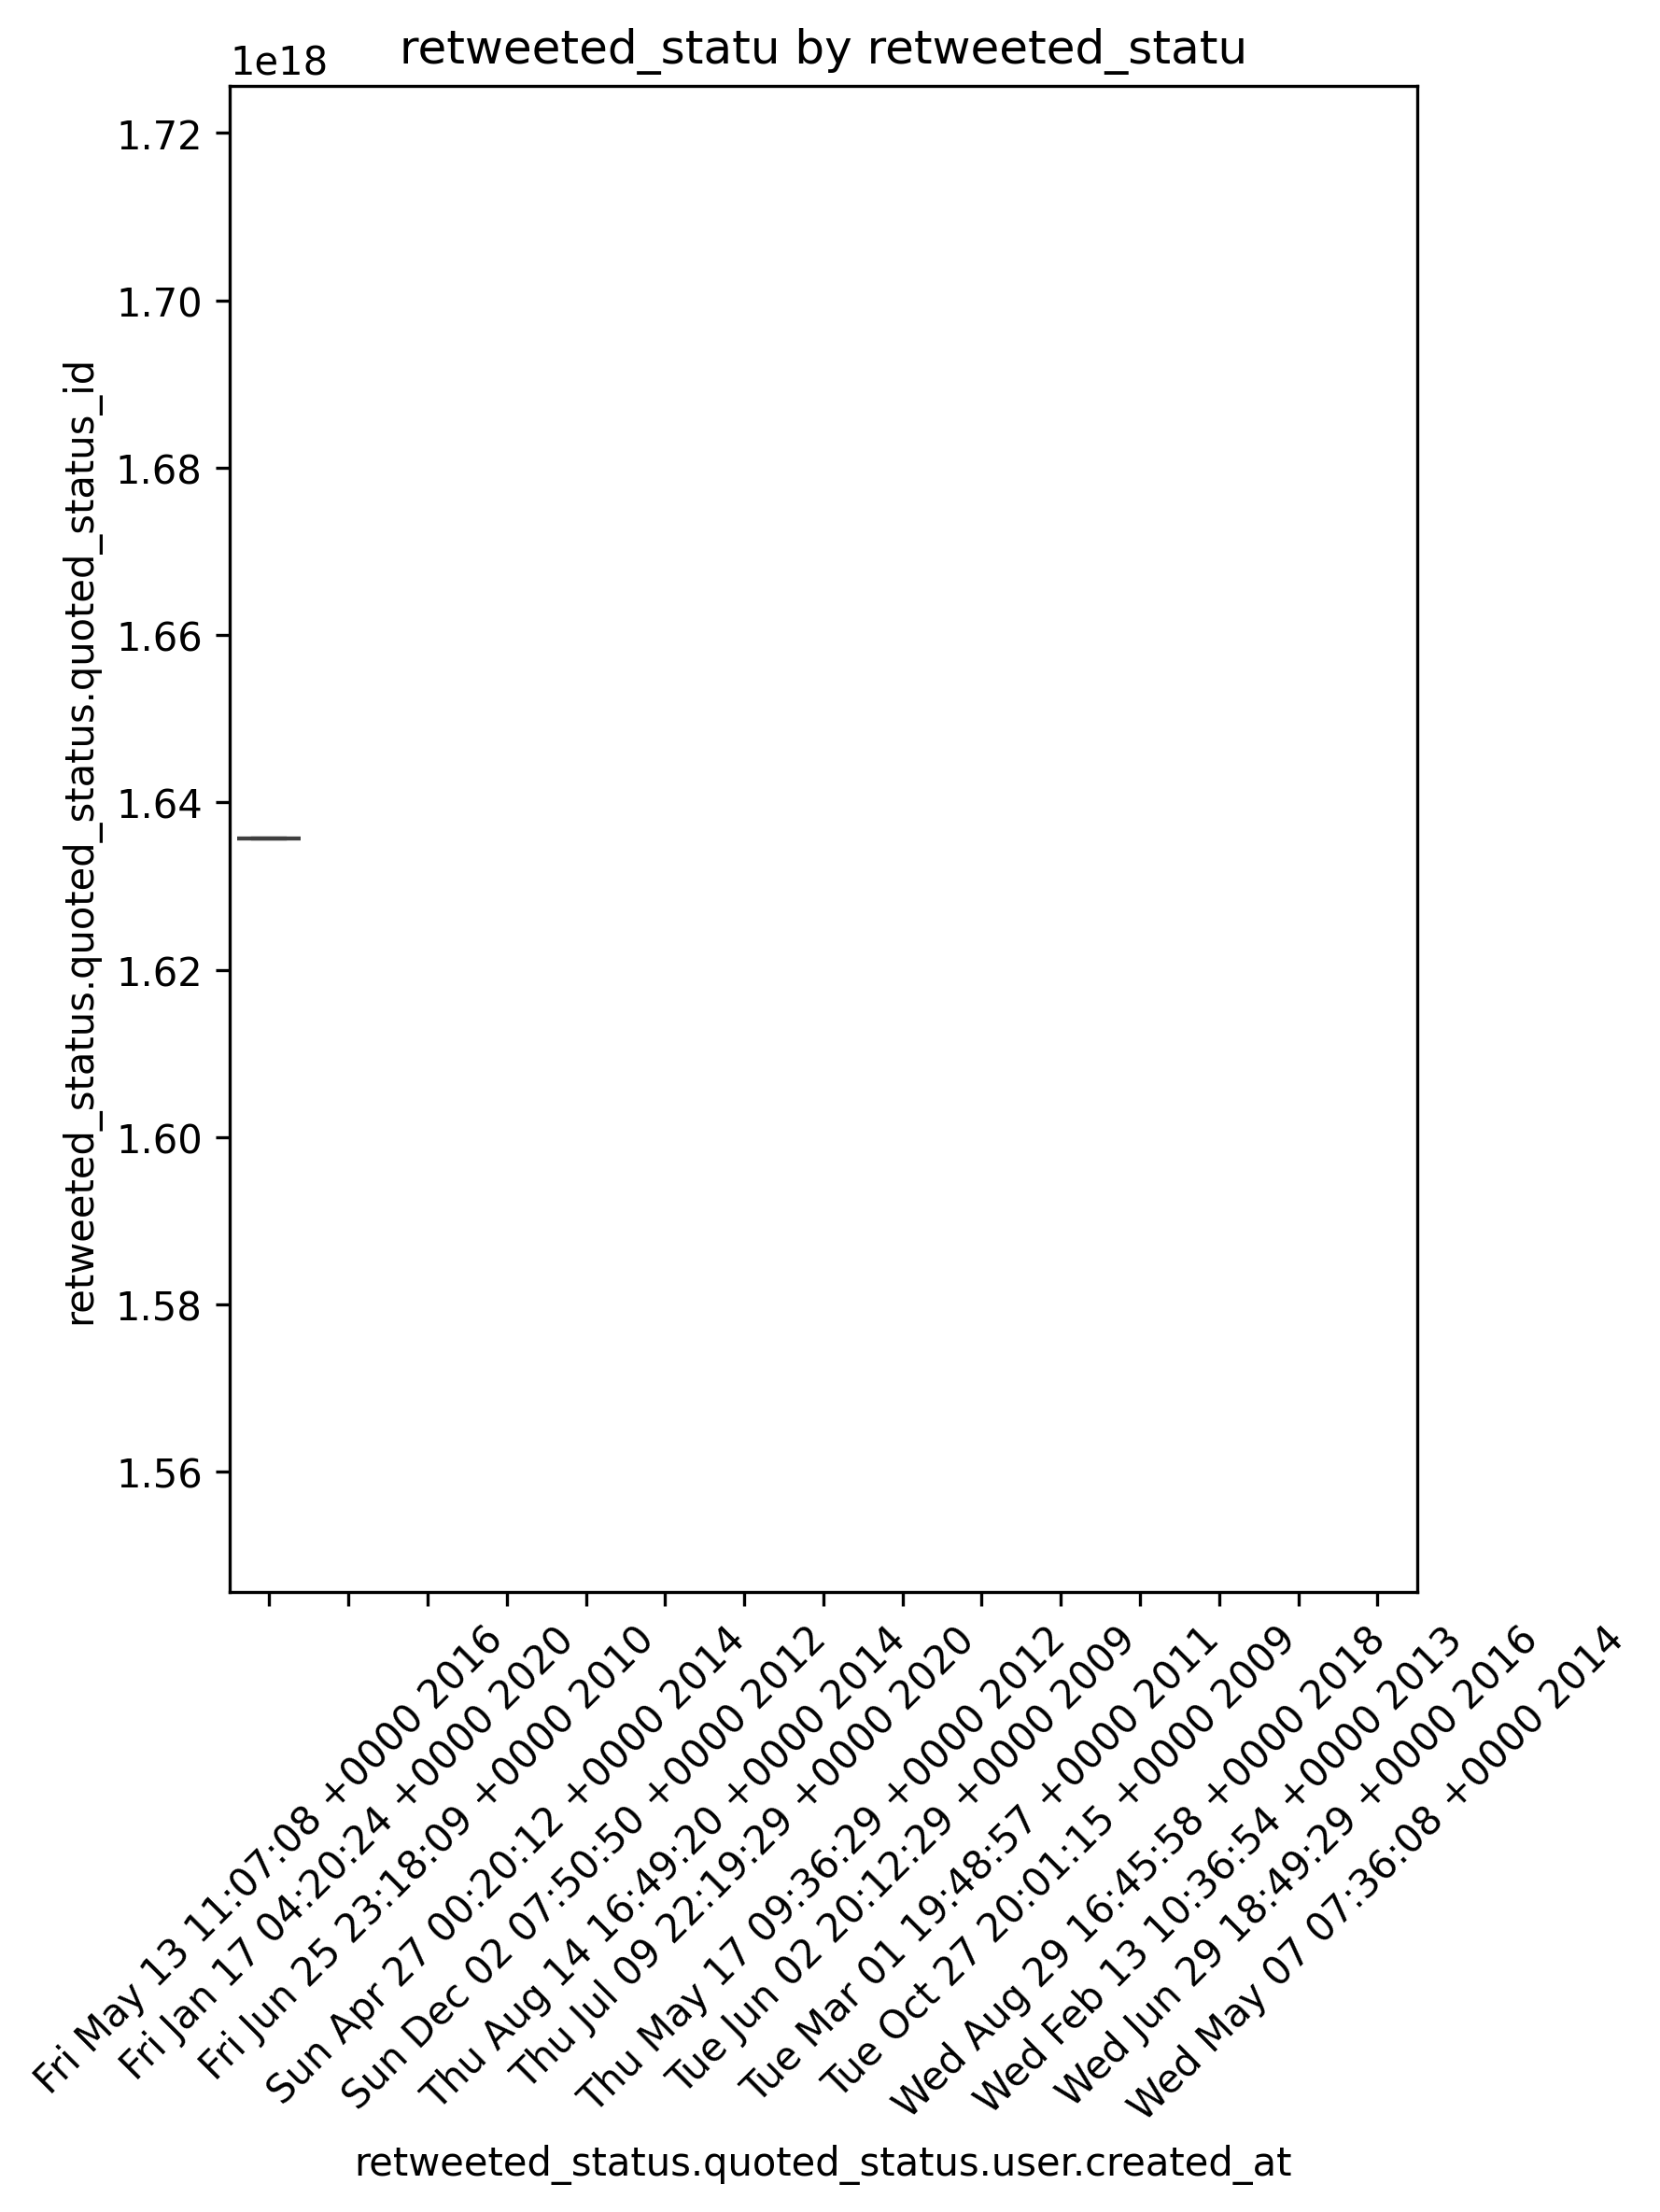 retweeted_statu by retweeted_statu
1e18
1.72
1.70
1.68
1.66
1.64
1.62
1.60
1.58
1.56
retweeted_status.quoted_status.quoted_status_id
Fri May 13 11:07:08 +0000 2016
Fri Jan 17 04:20:24 +0000 2020
Fri Jun 25 23:18:09 +0000 2010
Sun Apr 27 00:20:12 +0000 2014
Sun Dec 02 07:50:50 +0000 2012
Thu Aug 14 16:49:20 +0000 2014
Thu Jul 09 22:19:29 +0000 2020
Thu May 17 09:36:29 +0000 2012
Tue Jun 02 20:12:29 +0000 2009
Tue Mar 01 19:48:57 +0000 2011
Tue Oct 27 20:01:15 +0000 2009
Wed Aug 29 16:45:58 +0000 2018
Wed Feb 13 10:36:54 +0000 2013
Wed Jun 29 18:49:29 +0000 2016
Wed May 07 07:36:08 +0000 2014
retweeted_status.quoted_status.user.created_at